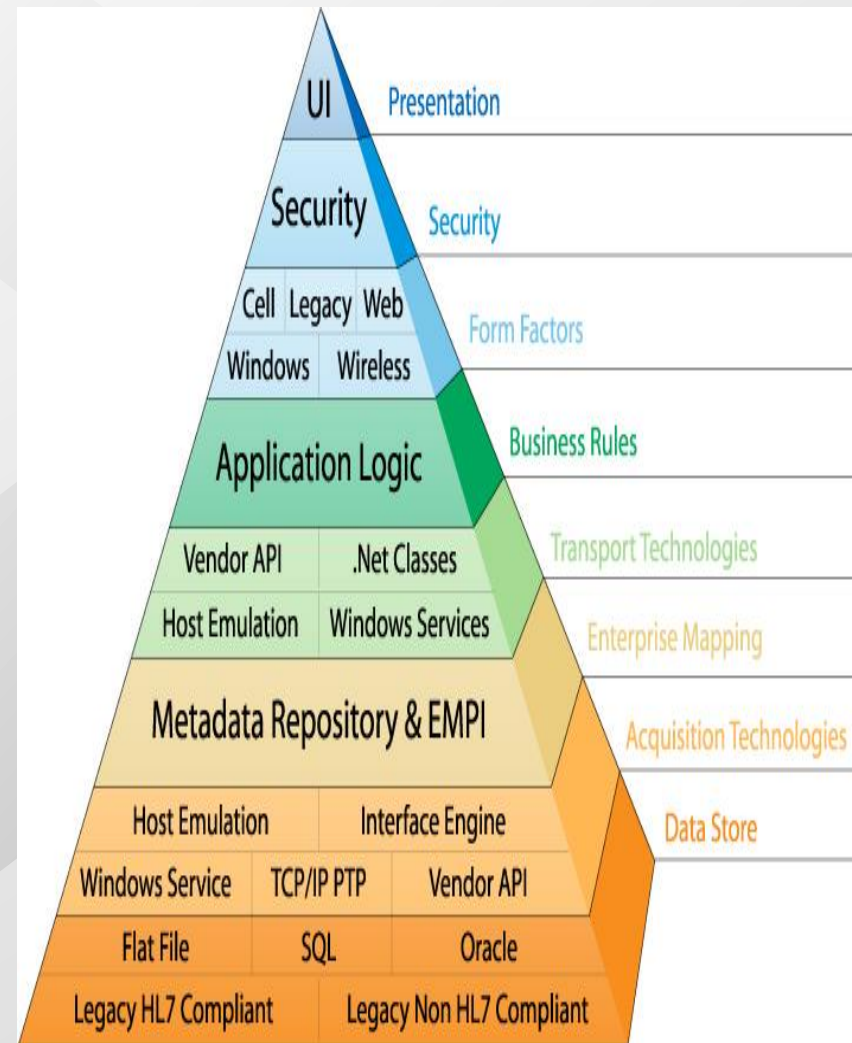 UI
Presentation
Security
Security
Cell Legacy Web
Form Factors
Windows Wireless
Application Logic
Business Rules
Vendor API .Net Classes
Transport Technologies
Host Emulation Windows Services
Enterprise Mapping
Metadata Repository & EMPI
Acquisition Technologies
Host Emulation Interface Engine
Data Store
Windows Service TCP/IP PTP Vendor API
Flat File SQL Oracle
Legacy HL7 Compliant Legacy Non HL7 Compliant